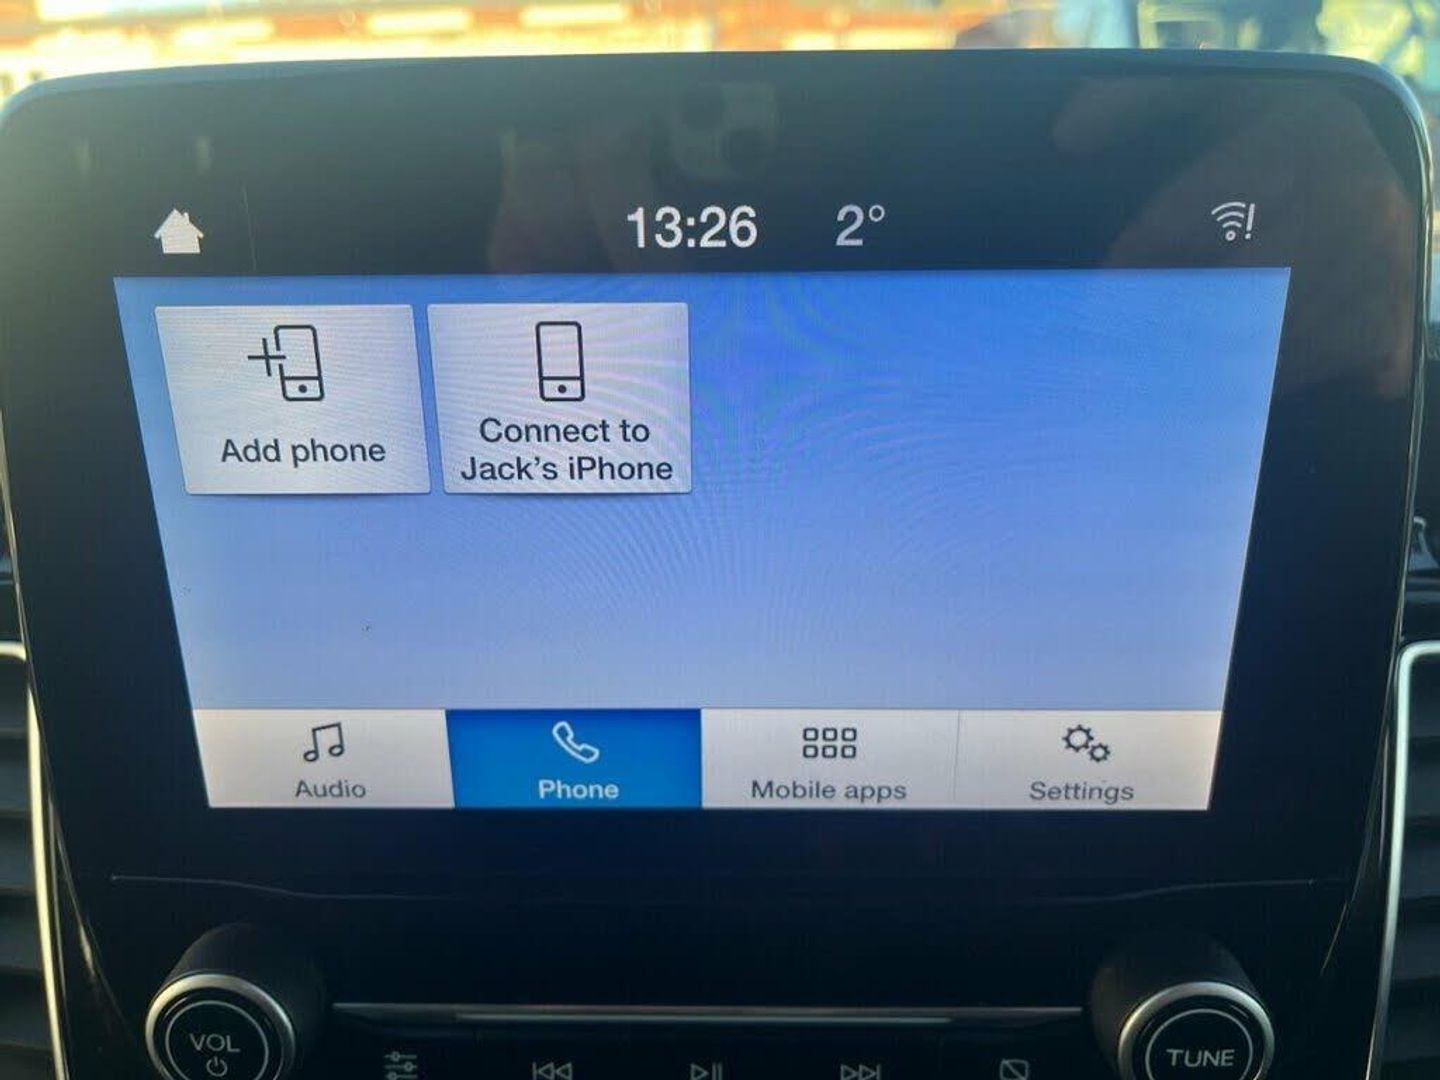 13:26 2°
Add phone
Connect to
Jack's iPhone
Audio
Phone
Mobile apps
Settings
VOL
TUNE